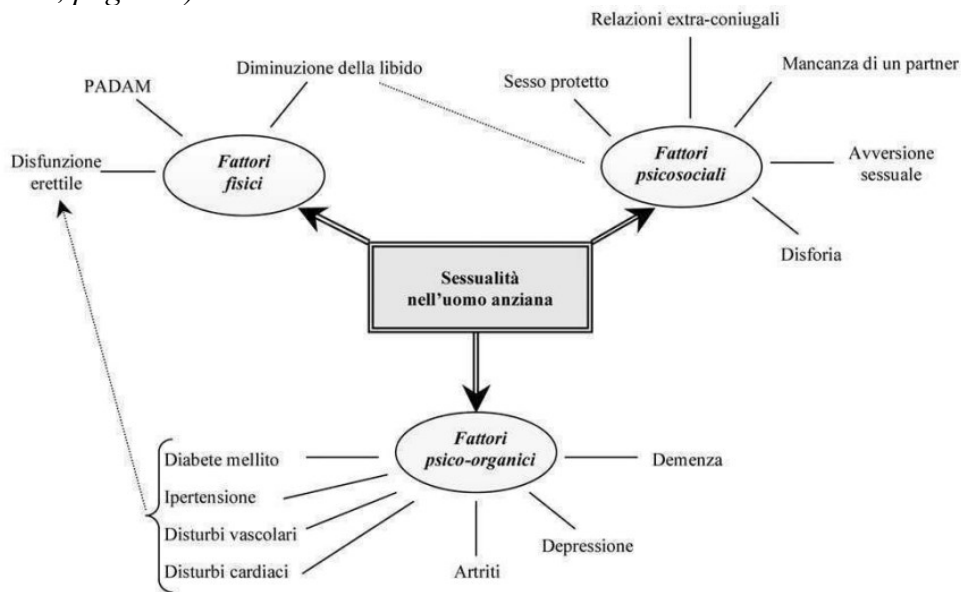 Relazioni extra-coniugali
Diminuzione della libido
Sesso protetto
Mancanza di un partner
PADAM
Disfunzione
erettile
Fattori
fisici
Fattori
psicosociali
Avversione
sessuale
Disforia
Sessualità
nell'uomo anziana
Fattori
psico-organici
Diabete mellito
Ipertensione
Disturbi vascolari
Disturbi cardiaci
Artriti
Depressione
Demenza